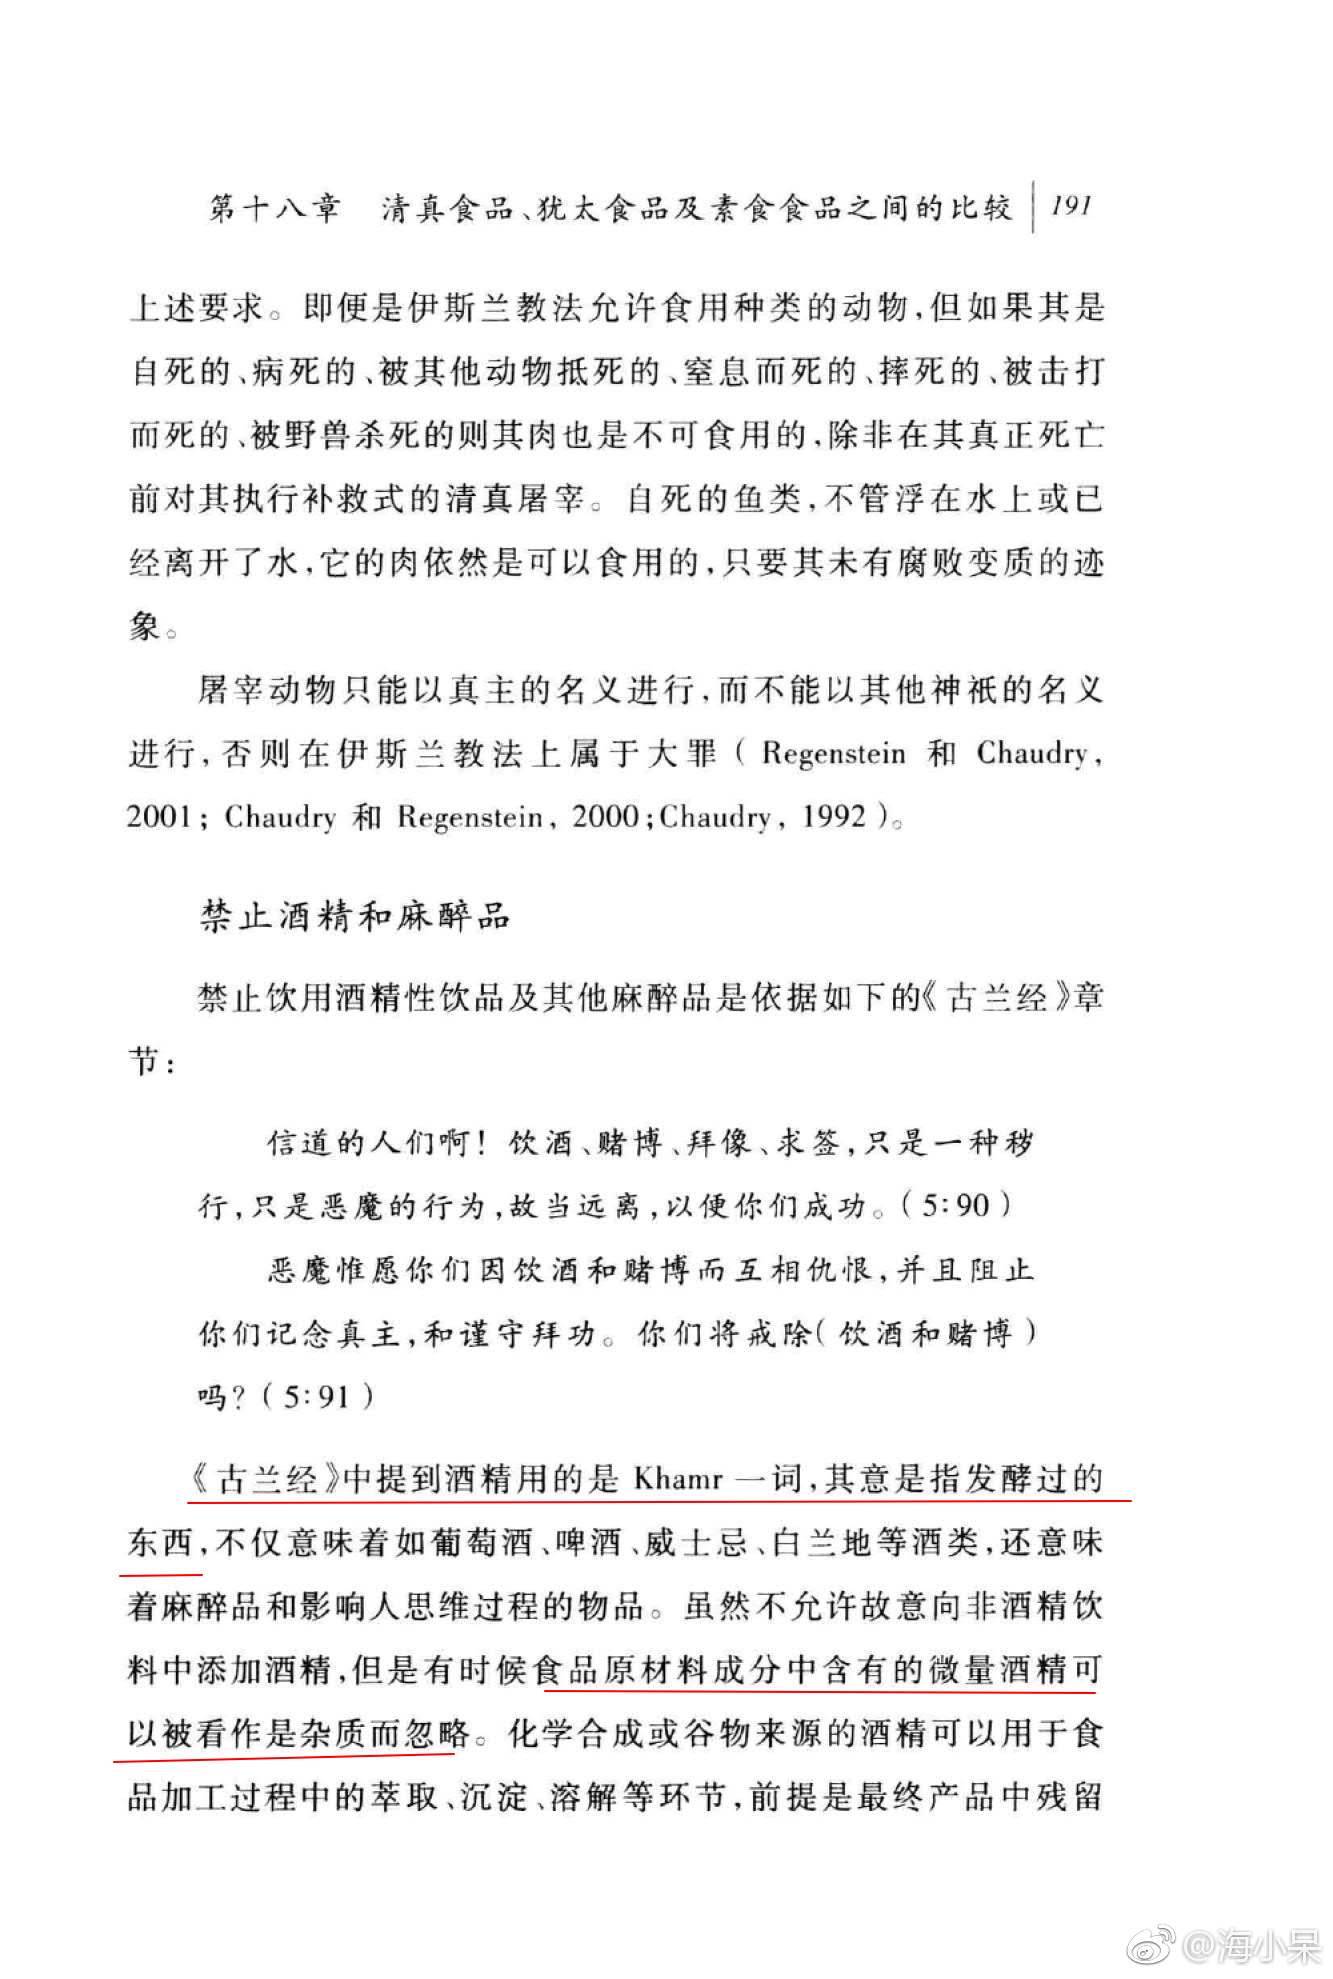 第十八章 清真食品、犹太食品及素食食品之间的比较 191
上述要求。即便是伊斯兰教法允许食用种类的动物,但如果其是
自死的、病死的、被其他动物抵死的、窒息而死的、摔死的、被击打
而死的、被野兽杀死的则其肉也是不可食用的,除非在其真正死亡
前对其执行补救式的清真屠宰。自死的鱼类,不管浮在水上或已
经离开了水,它的肉依然是可以食用的,只要其未有腐败变质的迹
象。
屠宰动物只能以真主的名义进行,而不能以其他神祇的名义
进行,否则在伊斯兰教法上属于大罪(Regenstein 和 Chaudry,
2001; Chaudry 和 Regenstein, 2000;Chaudry, 1992)。
禁止酒精和麻醉品
禁止饮用酒精性饮品及其他麻醉品是依据如下的《古兰经》章
节:
信道的人们啊!饮酒、赌博、拜像、求签,只是一种秽
行,只是恶魔的行为,故当远离,以便你们成功。(5:90)
恶魔惟愿你们因饮酒和赌博而互相仇恨,并且阻止
你们记念真主,和谨守拜功。你们将戒除(饮酒和赌博)
吗?(5:91)
《古兰经》中提到酒精用的是 Khamr 一词,其意是指发酵过的
东西,不仅意味着如葡萄酒、啤酒、威士忌、白兰地等酒类,还意味
着麻醉品和影响人思维过程的物品。虽然不允许故意向非酒精饮
料中添加酒精,但是有时候食品原材料成分中含有的微量酒精可
以被看作是杂质而忽略。化学合成或谷物来源的酒精可以用于食
品加工过程中的萃取、沉淀、溶解等环节,前提是最终产品中残留
@海小呆